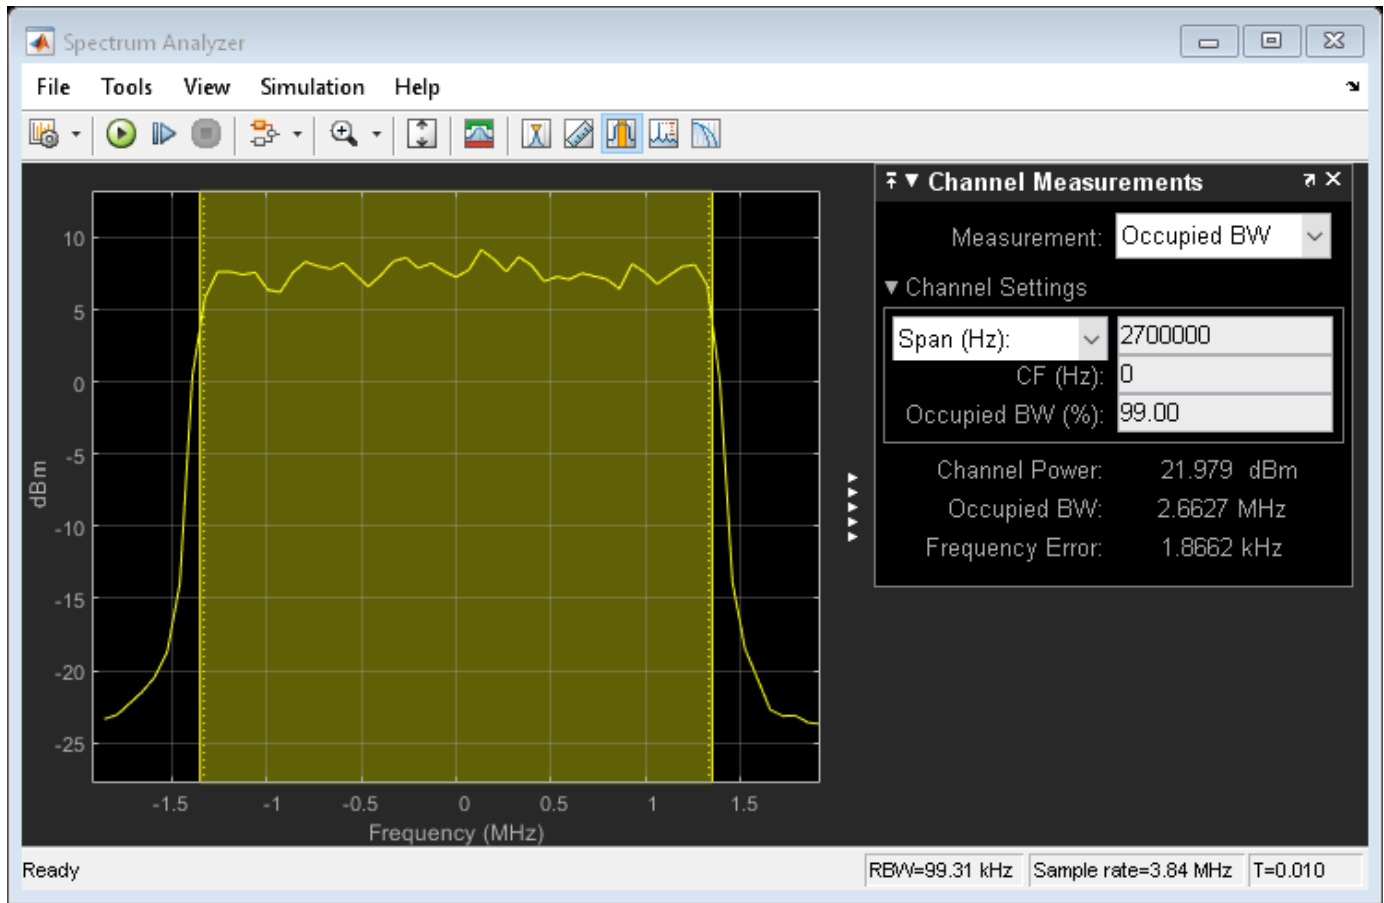 Spectrum Analyzer
File Tools View Simulation Help
Channel Measurements
Measurement: Occupied BW
Channel Settings
Span (Hz): 2700000
CF (Hz): 0
Occupied BW (%): 99.00
Channel Power: 21.979 dBm
Occupied BW: 2.6627 MHz
Frequency Error: 1.8662 kHz
10
5
0
-5
-10
-15
-20
-25
dBm
-1.5 -1 -0.5 0 0.5 1 1.5
Frequency (MHz)
Ready RBW=99.31 kHz Sample rate=3.84 MHz T=0.010